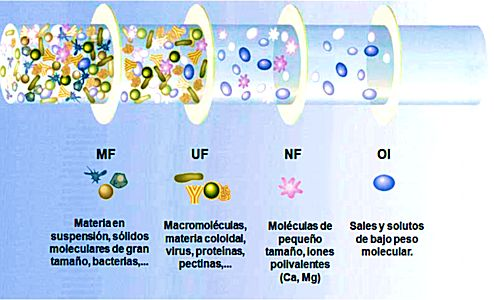 MF
UF
NF
OI
Materia en
suspensión, sólidos
moleculares de gran
tamaño, bacterias,...
Macromoléculas,
materia coloidal,
virus, proteinas,
pectinas,...
Moléculas de
pequeño
tamaño, iones
polivalentes
(Ca, Mg)
Sales y solutos
de bajo peso
molecular.